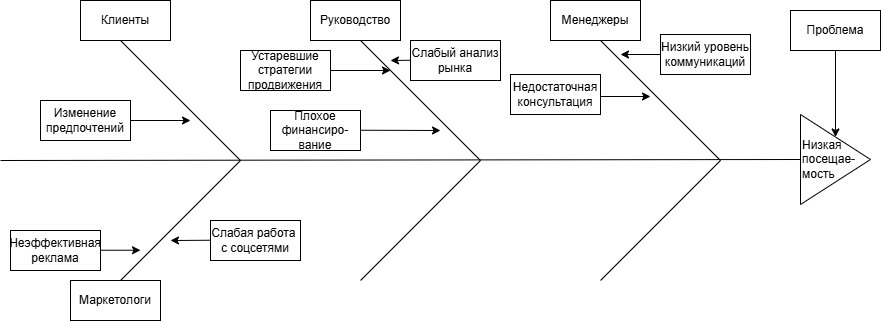 Клиенты
Руководство
Менеджеры
Проблема
Устаревшие
стратегии
продвижения
Слабый анализ
рынка
Низкий уровень
коммуникаций
Недостаточная
консультация
Изменение
предпочтений
Плохое
финансиро-
вание
Низкая
посещае-
мость
Неэффективная
реклама
Слабая работа
с соцсетями
Маркетологи